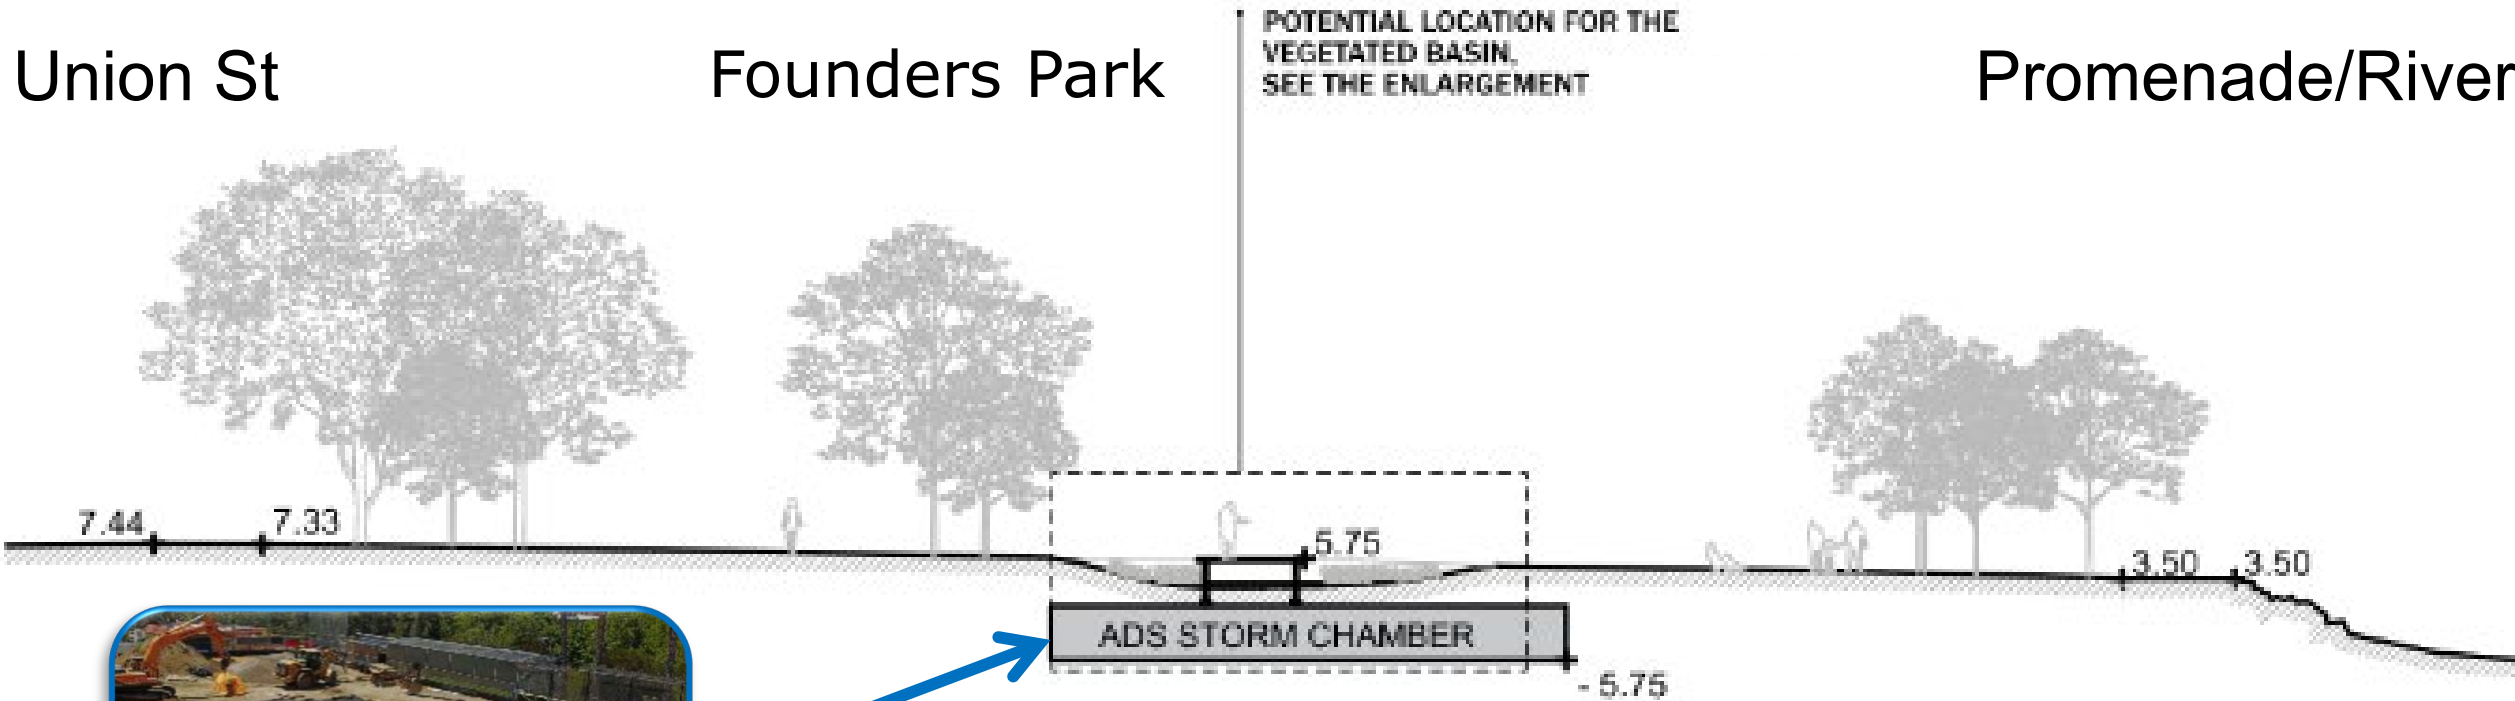 POTENTIAL LOCATION FOR THE
VEGETATED BASIN.
SEE THE ENLARGEMENT
Union St
Founders Park
Promenade/River
7.44
7.33
5.75
3.50
3.50
ADS STORM CHAMBER
- 5.75